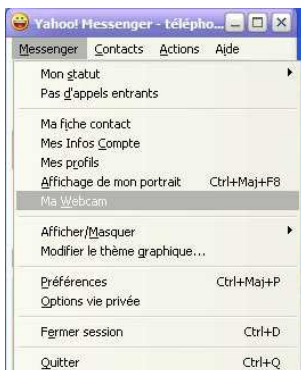 Yahoo! Messenger - télépho...
Messenger Contacts Actions Aide
Mon statut
Pas d'appels entrants
Ma fiche contact
Mes Infos Compte
Mes profils
Affichage de mon portrait Ctrl+Maj+F8
Ma Webcam
Afficher/Masquer
Modifier le thème graphique...
Préférences Ctrl+Maj+P
Options vie privée
Fermer session Ctrl+D
Quitter Ctrl+Q